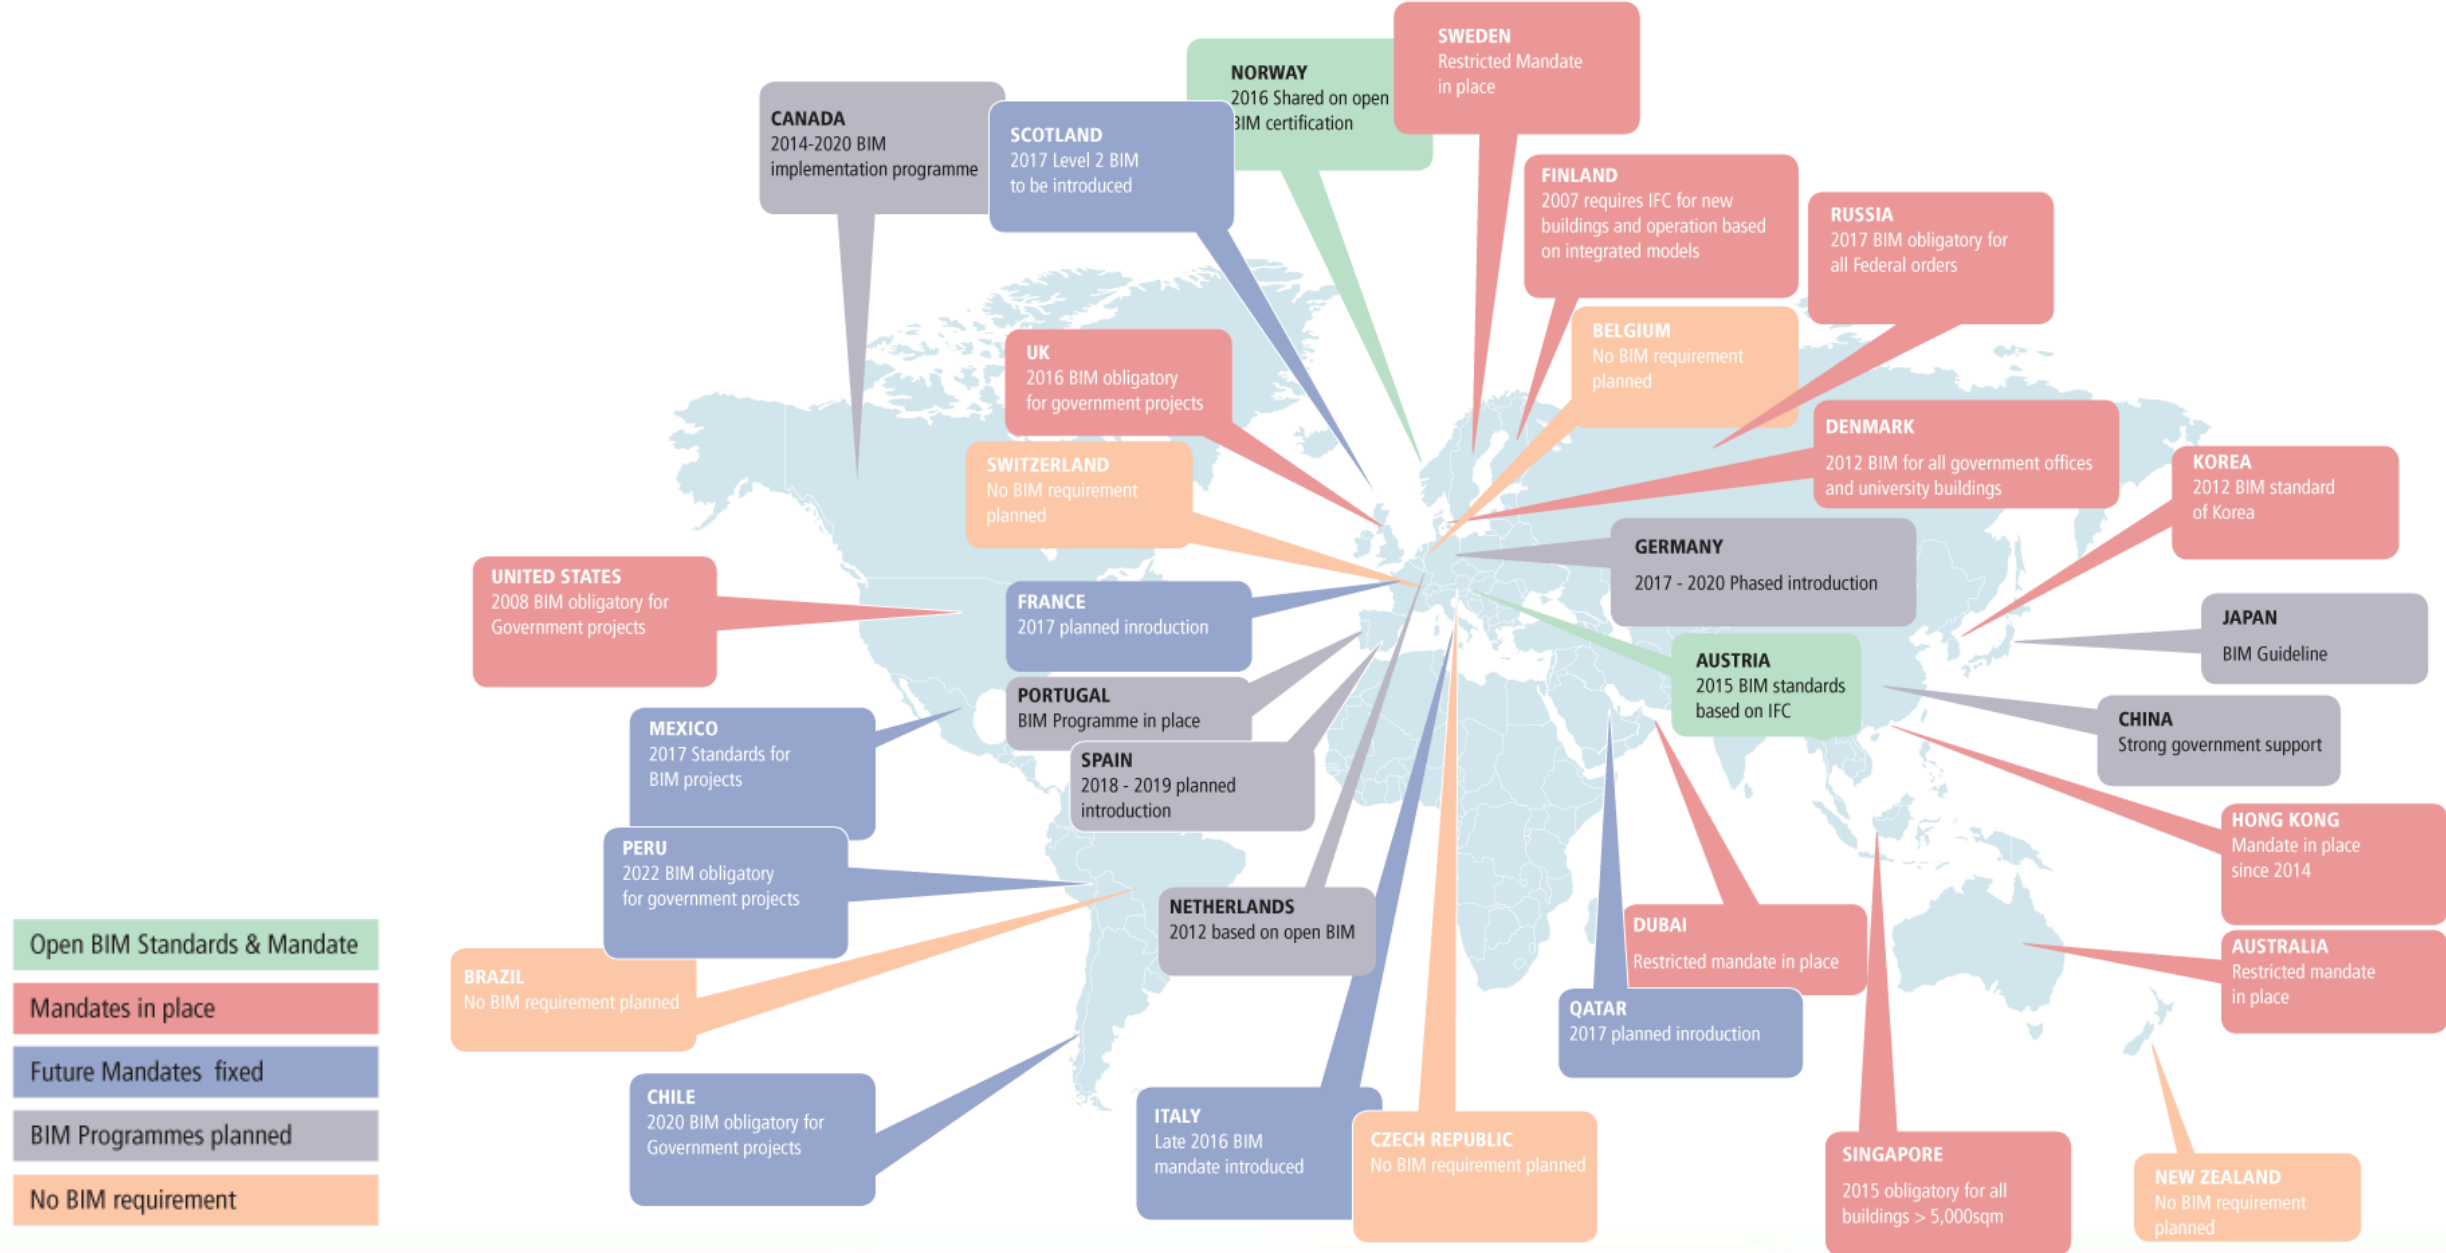 SWEDEN
Restricted Mandate
in place
NORWAY
2016 Shared on open
BIM certification
CANADA
2014-2020 BIM
implementation programme
SCOTLAND
2017 Level 2 BIM
to be introduced
FINLAND
2007 requires IFC for new
buildings and operation based
on integrated models
RUSSIA
2017 BIM obligatory for
all Federal orders
BELGIUM
No BIM requirement
planned
UK
2016 BIM obligatory
for government projects
DENMARK
2012 BIM for all government offices
and university buildings
SWITZERLAND
No BIM requirement
planned
KOREA
2012 BIM standard
of Korea
GERMANY
2017 - 2020 Phased introduction
UNITED STATES
2008 BIM obligatory for
Government projects
FRANCE
2017 planned inroduction
JAPAN
BIM Guideline
AUSTRIA
2015 BIM standards
based on IFC
PORTUGAL
BIM Programme in place
CHINA
Strong government support
MEXICO
2017 Standards for
BIM projects
SPAIN
2018 - 2019 planned
introduction
HONG KONG
Mandate in place
since 2014
PERU
2022 BIM obligatory
for government projects
NETHERLANDS
2012 based on open BIM
DUBAI
Restricted mandate in place
AUSTRALIA
Restricted mandate
in place
BRAZIL
No BIM requirement planned
QATAR
2017 planned inroduction
CHILE
2020 BIM obligatory for
Government projects
ITALY
Late 2016 BIM
mandate introduced
CZECH REPUBLIC
No BIM requirement planned
SINGAPORE
2015 obligatory for all
buildings > 5,000sqm
NEW ZEALAND
No BIM requirement
planned
Open BIM Standards & Mandate
Mandates in place
Future Mandates fixed
BIM Programmes planned
No BIM requirement